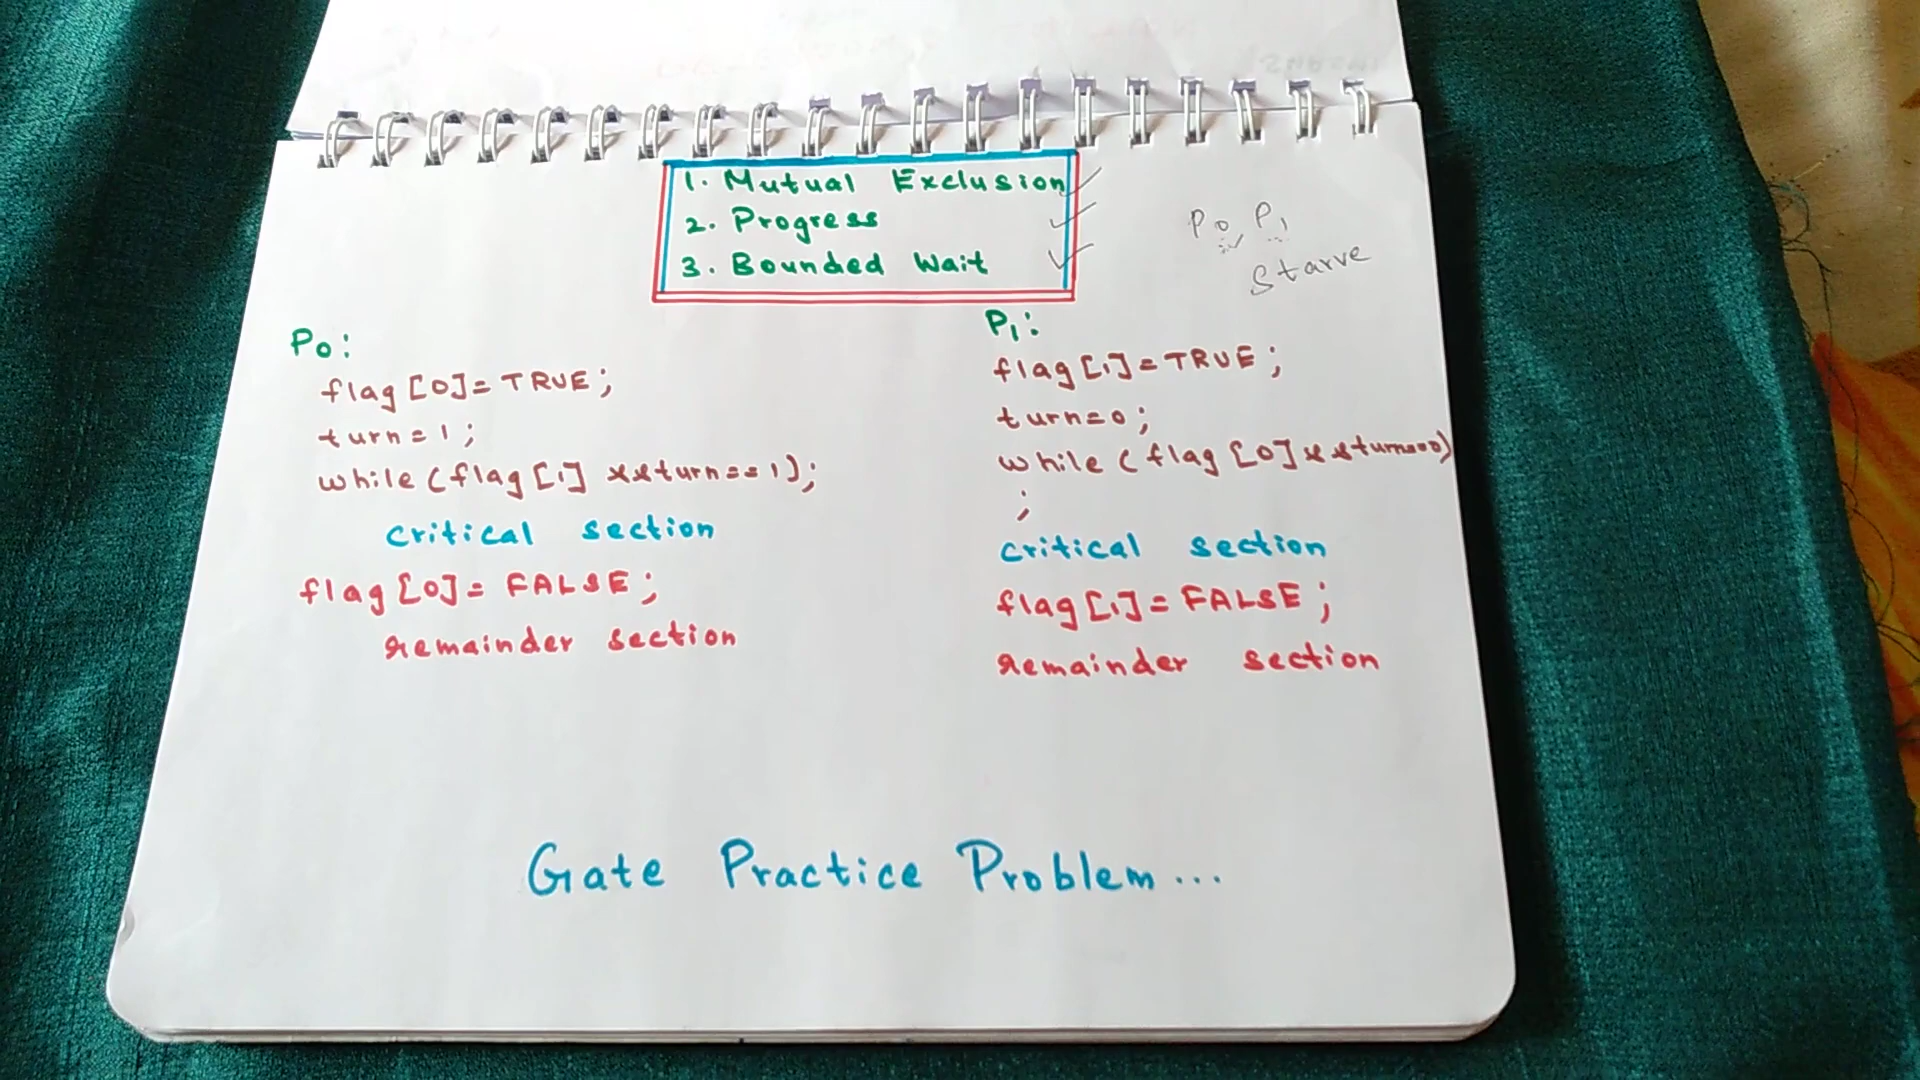 1. Mutual Exclusion
2. Progress
3. Bounded Wait
P0, P1
Starve
P0:
flag[0]= TRUE;
turn=1;
while(flag[1] &&turn==1);
critical section
flag[0]= FALSE;
remainder section
P1:
flag[1]=TRUE;
turn=0;
while(flag[0]&&turn==0)
;
critical section
flag[1]=FALSE;
remainder section
Gate Practice Problem...